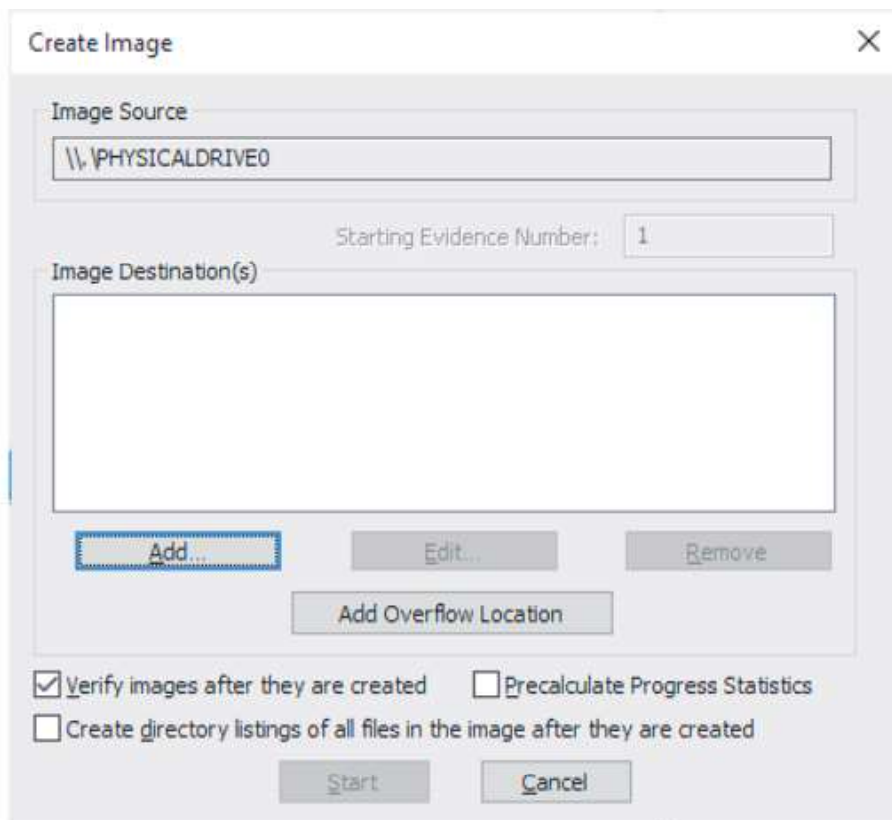 Create Image
Image Source
\\.\PHYSICALDRIVE0
Starting Evidence Number: 1
Image Destination(s)
Add... Edit... Remove
Add Overflow Location
Verify images after they are created Precalculate Progress Statistics
Create directory listings of all files in the image after they are created
Start Cancel